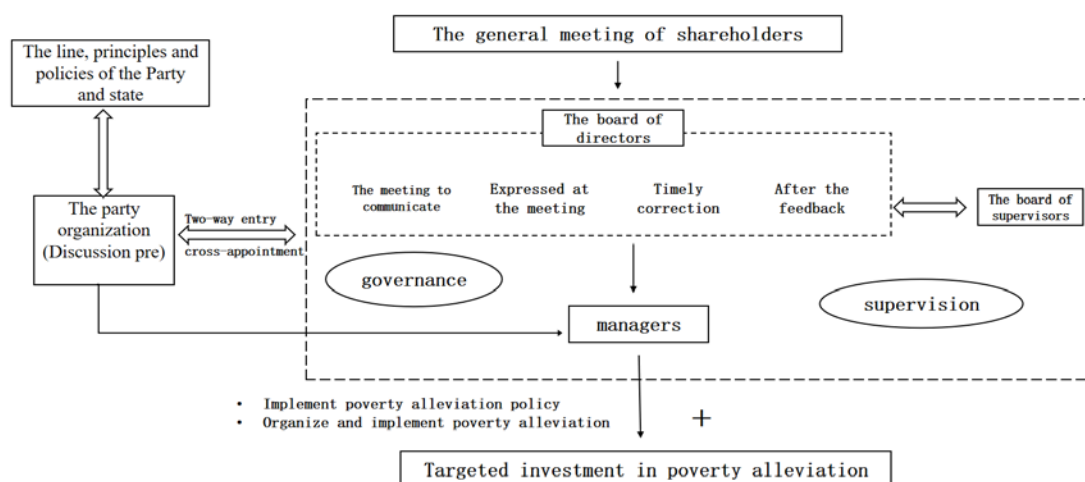 The general meeting of shareholders
The line, principles and
policies of the Party
and state
The board of
directors
The meeting to
communicate
Expressed at
the meeting
Timely
correction
After the
feedback
The board of
supervisors
The party
organization
(Discussion pre)
Two-way entry
cross-appointment
governance
supervision
managers
• Implement poverty alleviation policy
• Organize and implement poverty alleviation
+
Targeted investment in poverty alleviation